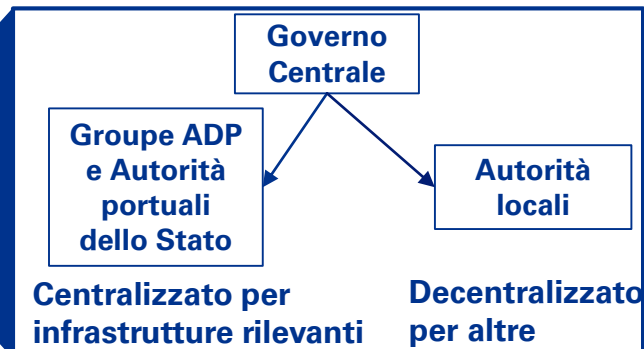 Governo
Centrale
Groupe ADP
e Autorità
portuali
dello Stato
Autorità
locali
Centralizzato per
infrastrutture rilevanti
Decentralizzato
per altre